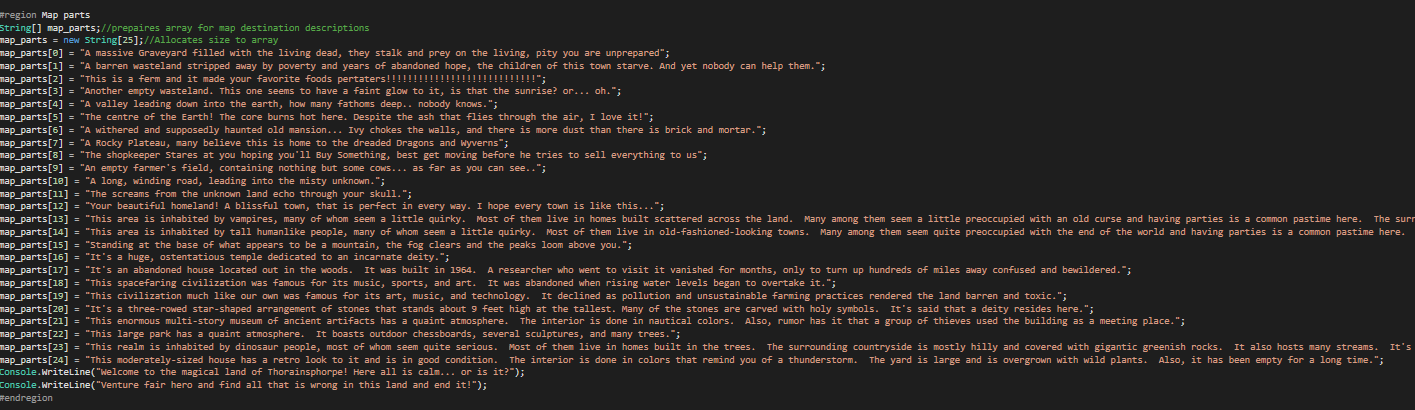 #region Map parts
String[] map_parts;//prepaires array for map destination descriptions
map_parts = new String[25];//Allocates size to array
map_parts[0] = "A massive Graveyard filled with the living dead, they stalk and prey on the living, pity you are unprepared";
map_parts[1] = "A barren wasteland stripped away by poverty and years of abandoned hope, the children of this town starve. And yet nobody can help them.";
map_parts[2] = "This is a ferm and it made your favorite foods pertaters!!!!!!!!!!!!!!!!!!!!!!!!!!!!";
map_parts[3] = "Another empty wasteland. This one seems to have a faint glow to it, is that the sunrise? or... oh.";
map_parts[4] = "A valley leading down into the earth, how many fathoms deep.. nobody knows.";
map_parts[5] = "The centre of the Earth! The core burns hot here. Despite the ash that flies through the air, I love it!";
map_parts[6] = "A withered and supposedly haunted old mansion... Ivy chokes the walls, and there is more dust than there is brick and mortar.";
map_parts[7] = "A Rocky Plateau, many believe this is home to the dreaded Dragons and Wyverns";
map_parts[8] = "The shopkeeper Stares at you hoping you'll Buy Something, best get moving before he tries to sell everything to us";
map_parts[9] = "An empty farmer's field, containing nothing but some cows... as far as you can see..";
map_parts[10] = "A long, winding road, leading into the misty unknown.";
map_parts[11] = "The screams from the unknown land echo through your skull.";
map_parts[12] = "Your beautiful homeland! A blissful town, that is perfect in every way. I hope every town is like this...";
map_parts[13] = "This area is inhabited by vampires, many of whom seem a little quirky.  Most of them live in homes built scattered across the land.  Many among them seem a little preoccupied with an old curse and having parties is a common pastime here.  The surr
map_parts[14] = "This area is inhabited by tall humanlike people, many of whom seem a little quirky.  Most of them live in old-fashioned-looking towns.  Many among them seem quite preoccupied with the end of the world and having parties is a common pastime here.
map_parts[15] = "Standing at the base of what appears to be a mountain, the fog clears and the peaks loom above you.";
map_parts[16] = "It's a huge, ostentatious temple dedicated to an incarnate deity.";
map_parts[17] = "It's an abandoned house located out in the woods.  It was built in 1964.  A researcher who went to visit it vanished for months, only to turn up hundreds of miles away confused and bewildered.";
map_parts[18] = "This spacefaring civilization was famous for its music, sports, and art.  It was abandoned when rising water levels began to overtake it.";
map_parts[19] = "This civilization much like our own was famous for its art, music, and technology.  It declined as pollution and unsustainable farming practices rendered the land barren and toxic.";
map_parts[20] = "It's a three-rowed star-shaped arrangement of stones that stands about 9 feet high at the tallest. Many of the stones are carved with holy symbols.  It's said that a deity resides here.";
map_parts[21] = "This enormous multi-story museum of ancient artifacts has a quaint atmosphere.  The interior is done in nautical colors.  Also, rumor has it that a group of thieves used the building as a meeting place.";
map_parts[22] = "This large park has a quaint atmosphere.  It boasts outdoor chessboards, several sculptures, and many trees.";
map_parts[23] = "This realm is inhabited by dinosaur people, most of whom seem quite serious.  Most of them live in homes built in the trees.  The surrounding countryside is mostly hilly and covered with gigantic greenish rocks.  It also hosts many streams.  It's
map_parts[24] = "This moderately-sized house has a retro look to it and is in good condition.  The interior is done in colors that remind you of a thunderstorm.  The yard is large and is overgrown with wild plants.  Also, it has been empty for a long time.";
Console.WriteLine("Welcome to the magical land of Thorainsphorpe! Here all is calm... or is it?");
Console.WriteLine("Venture fair hero and find all that is wrong in this land and end it!");
#endregion